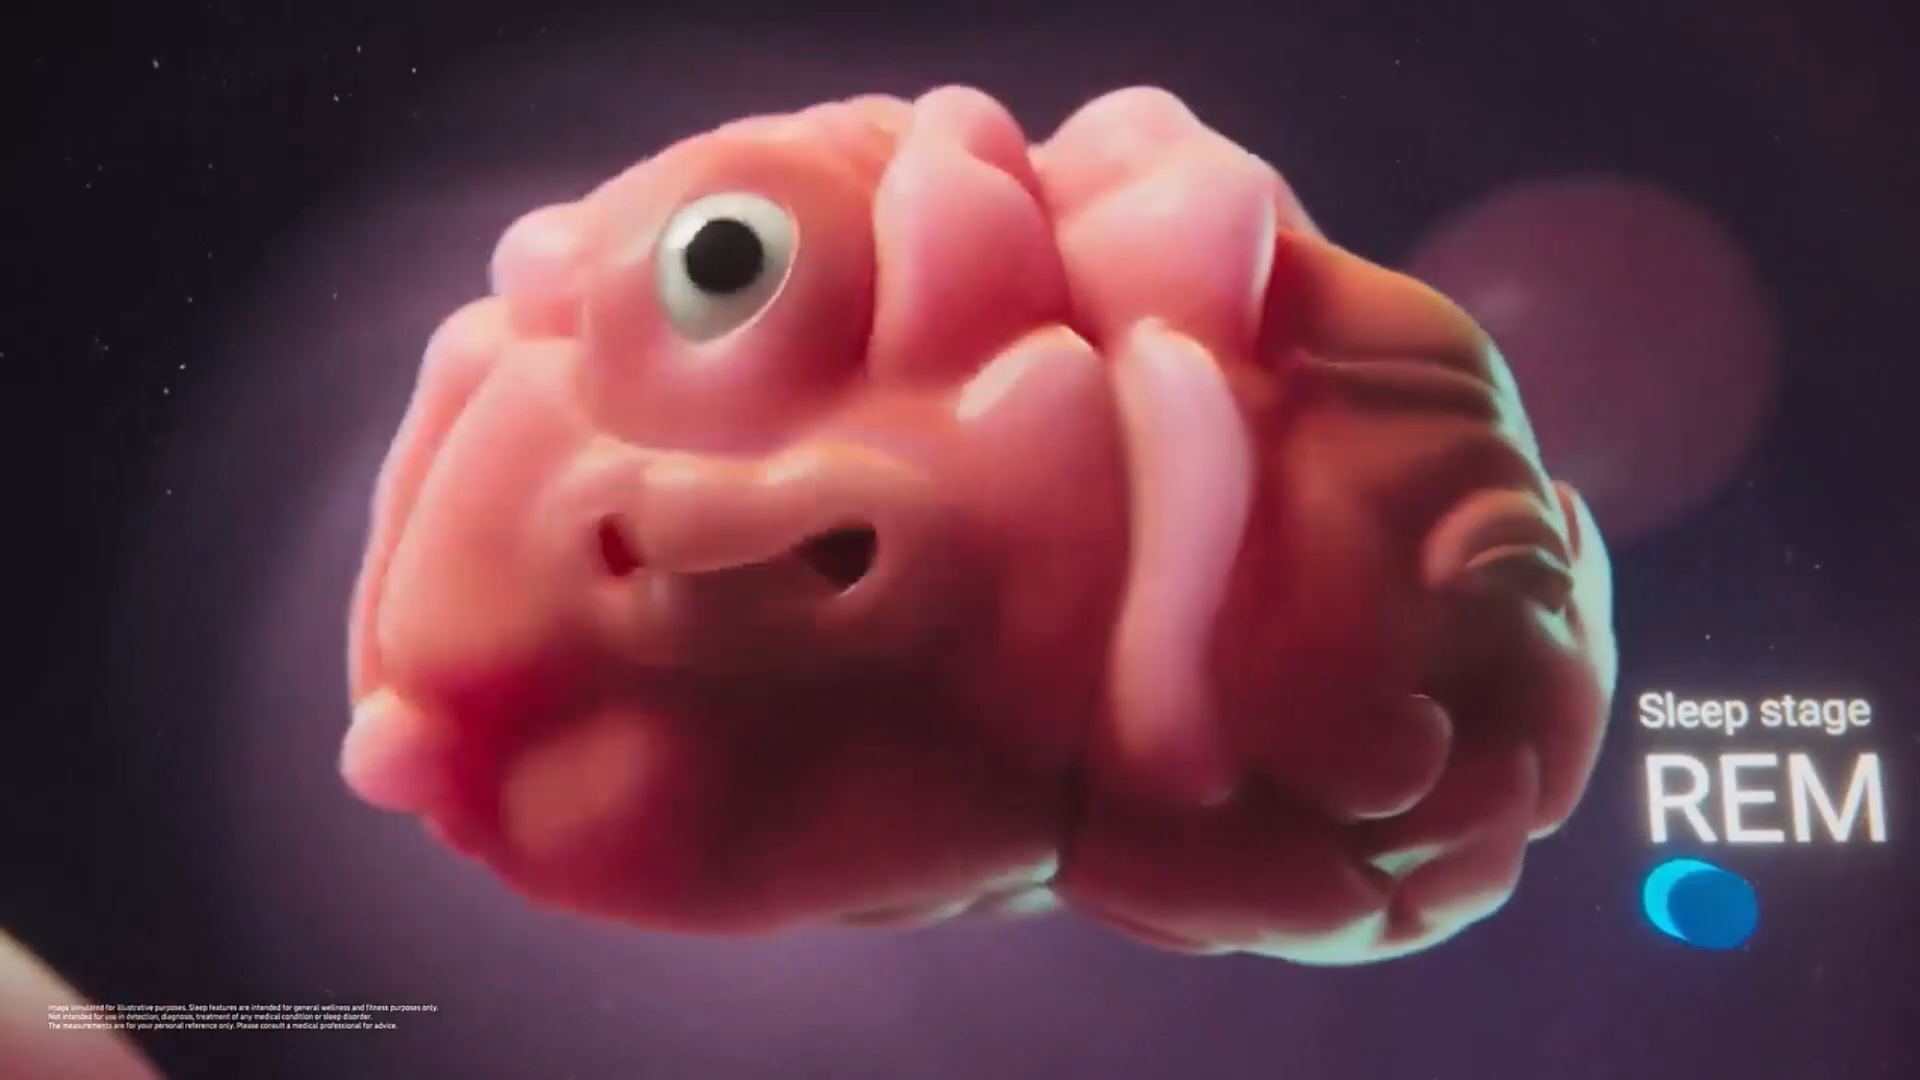 Sleep stage
REM
Image simulated for illustrative purposes. Sleep features are intended for general wellness and fitness purposes only.
Not intended for use in detection, diagnosis, treatment of any medical condition or sleep disorder.
The measurements are for your personal reference only. Please consult a medical professional for advice.